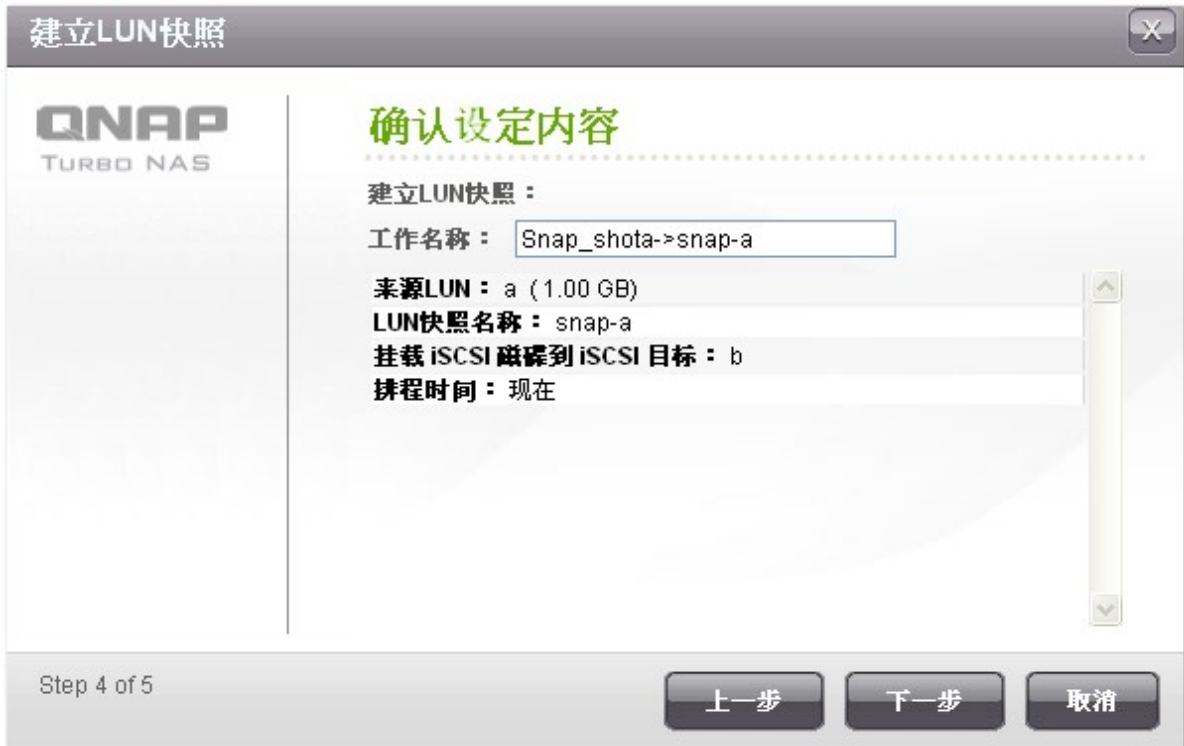 建立LUN快照
X
QNAP
TURBO NAS
确认设定内容
建立LUN快照：
工作名称： Snap_shota->snap-a
来源LUN： a (1.00 GB)
LUN快照名称： snap-a
挂载 iSCSI 磁碟到 iSCSI 目标： b
排程时间： 现在
Step 4 of 5
上一步 下一步 取消